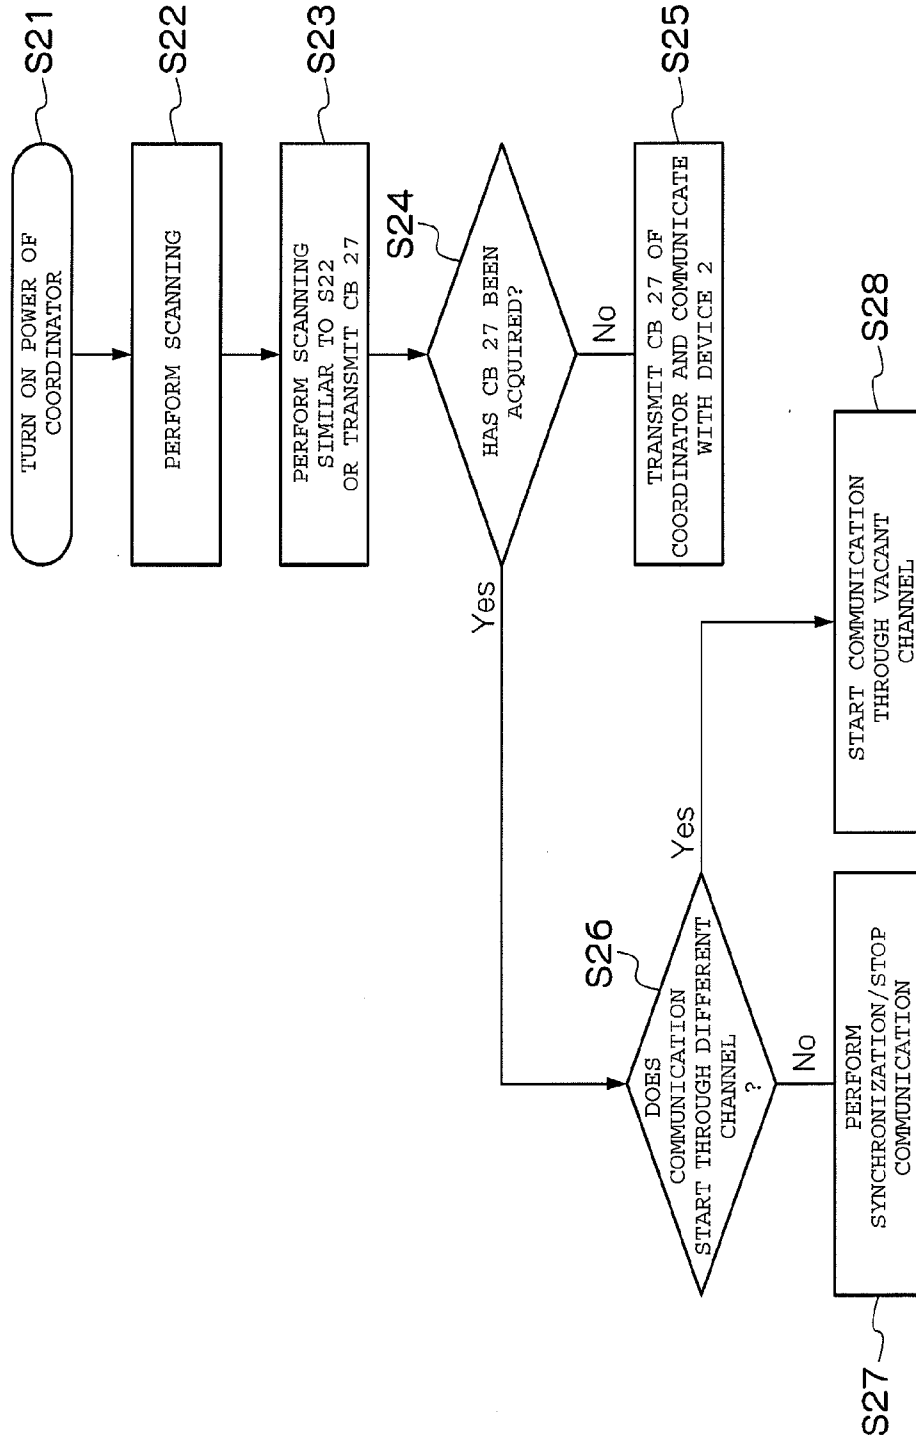 TURN ON POWER OF
COORDINATOR
S21
PERFORM SCANNING
S22
PERFORM SCANNING
SIMILAR TO S22
OR TRANSMIT CB 27
S23
S24
HAS CB 27 BEEN
ACQUIRED?
Yes
No
TRANSMIT CB 27 OF
COORDINATOR AND COMMUNICATE
WITH DEVICE 2
S25
S26
DOES
COMMUNICATION
START THROUGH DIFFERENT
CHANNEL
?
Yes
No
S27
PERFORM
SYNCHRONIZATION/STOP
COMMUNICATION
START COMMUNICATION
THROUGH VACANT
CHANNEL
S28